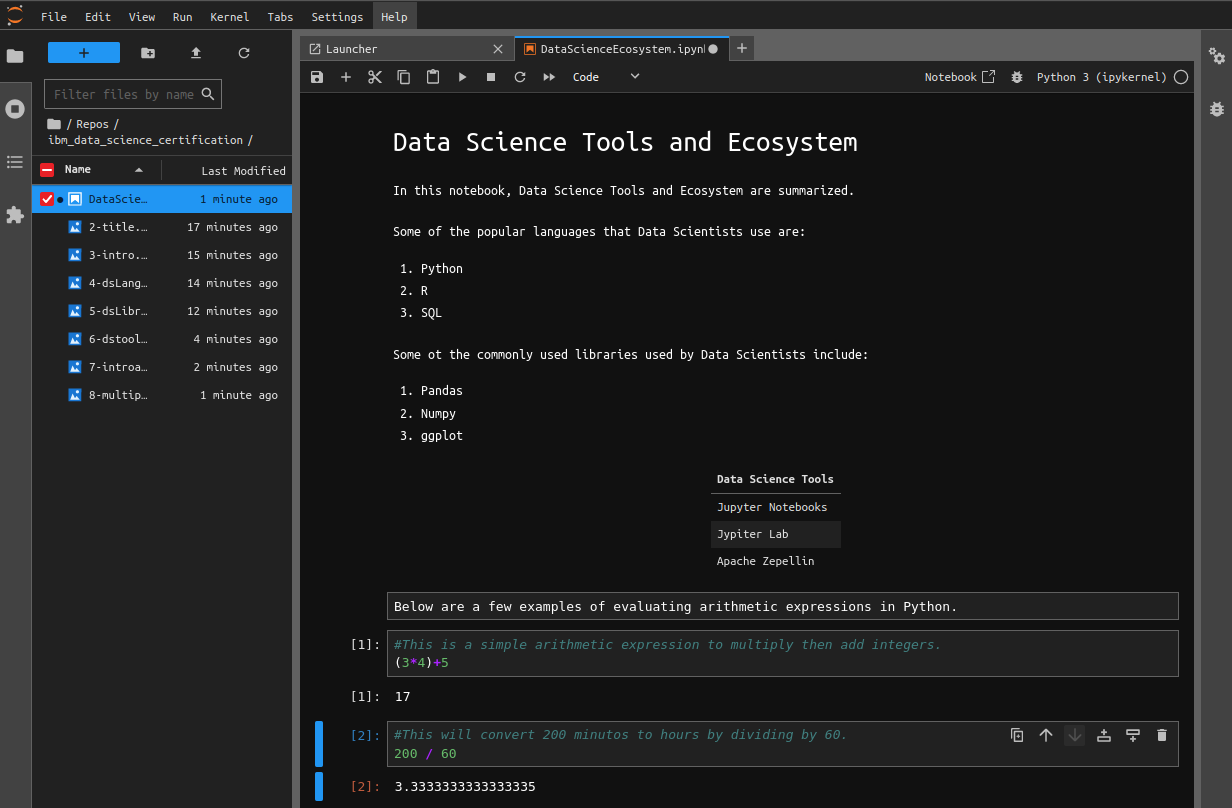 File Edit View Run Kernel Tabs Settings Help
Filter files by name
/ Repos /
ibm_data_science_certification /
Name Last Modified
DataScie… 1 minute ago
2-title.… 17 minutes ago
3-intro.… 15 minutes ago
4-dsLang… 14 minutes ago
5-dsLibr… 12 minutes ago
6-dstool… 4 minutes ago
7-introa… 2 minutes ago
8-multip… 1 minute ago
Launcher
DataScienceEcosystem.ipynl
Code
Notebook
Python 3 (ipykernel)
Data Science Tools and Ecosystem
In this notebook, Data Science Tools and Ecosystem are summarized.
Some of the popular languages that Data Scientists use are:
1. Python
2. R
3. SQL
Some ot the commonly used libraries used by Data Scientists include:
1. Pandas
2. Numpy
3. ggplot
Data Science Tools
Jupyter Notebooks
Jypiter Lab
Apache Zepellin
Below are a few examples of evaluating arithmetic expressions in Python.
[1]: #This is a simple arithmetic expression to multiply then add integers.
(3*4)+5
[1]: 17
[2]: #This will convert 200 minutos to hours by dividing by 60.
200 / 60
[2]: 3.3333333333333335